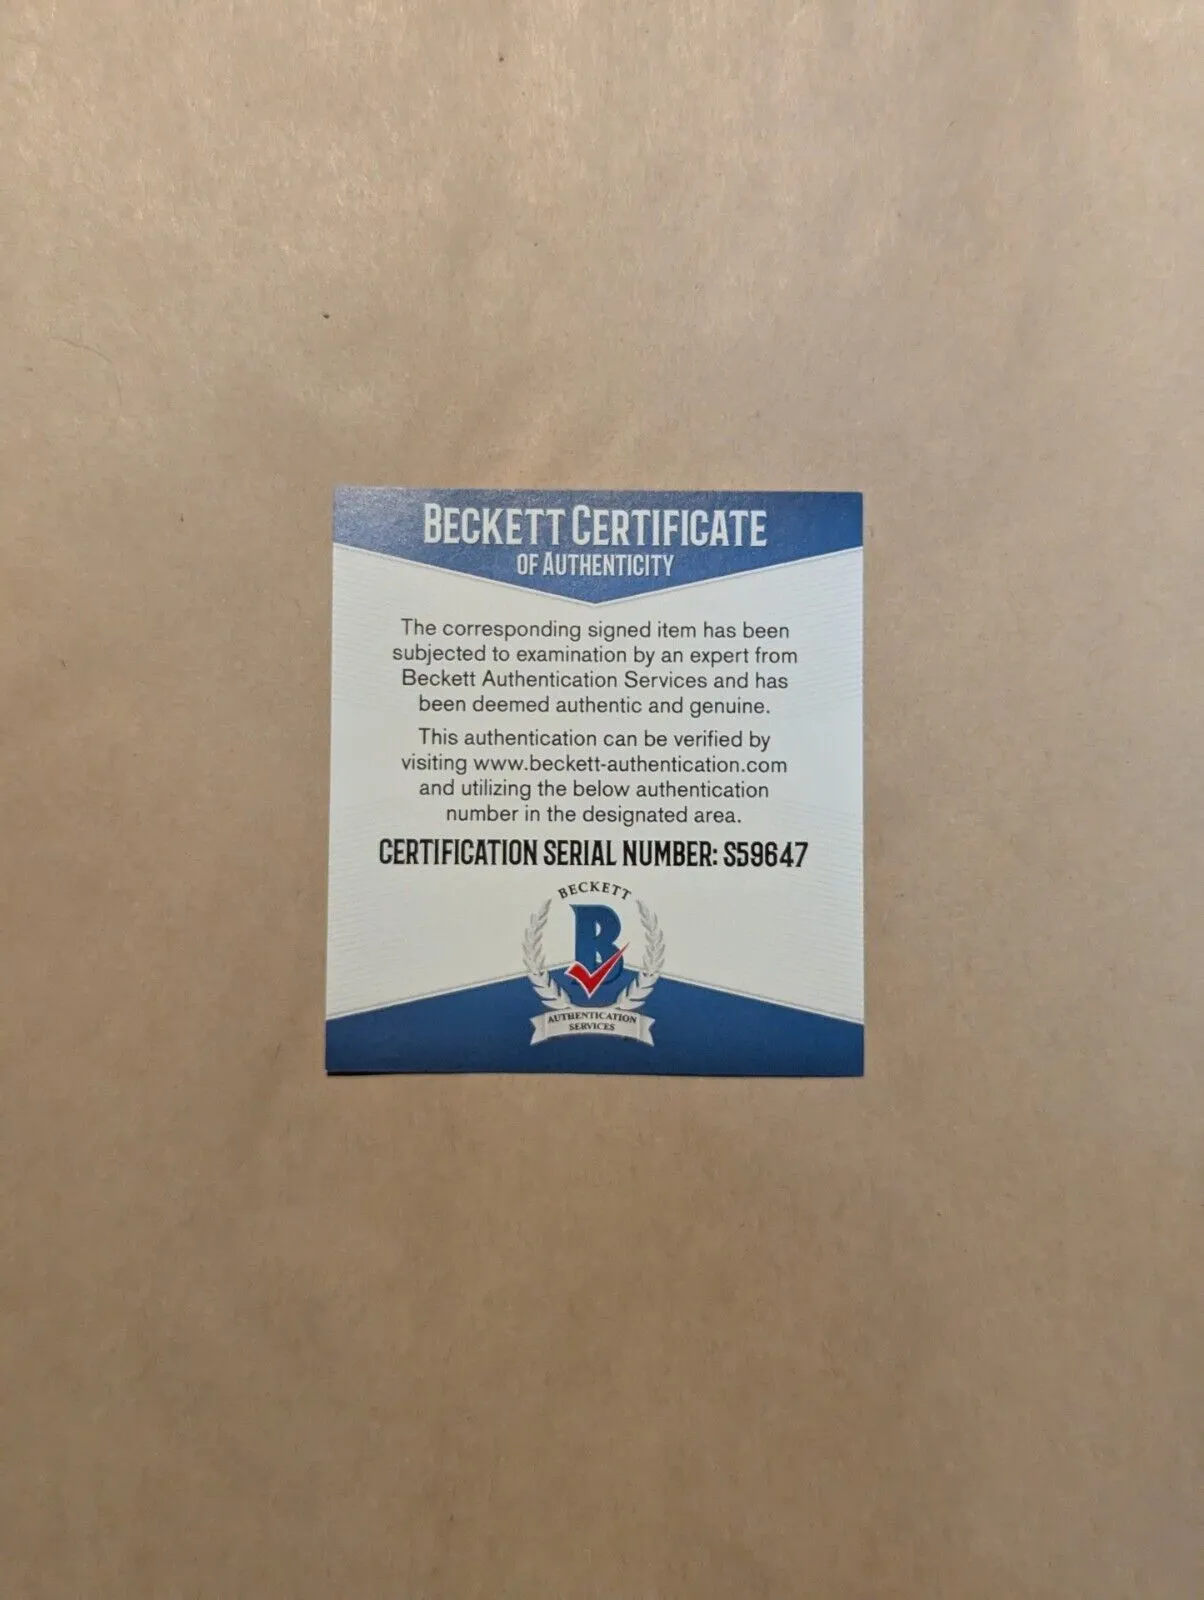 BECKETT CERTIFICATE
OF AUTHENTICITY
The corresponding signed item has been
subjected to examination by an expert from
Beckett Authentication Services and has
been deemed authentic and genuine.
This authentication can be verified by
visiting www.beckett-authentication.com
and utilizing the below authentication
number in the designated area.
CERTIFICATION SERIAL NUMBER: S59647
BECKETT
B
AUTHENTICATION
SERVICES